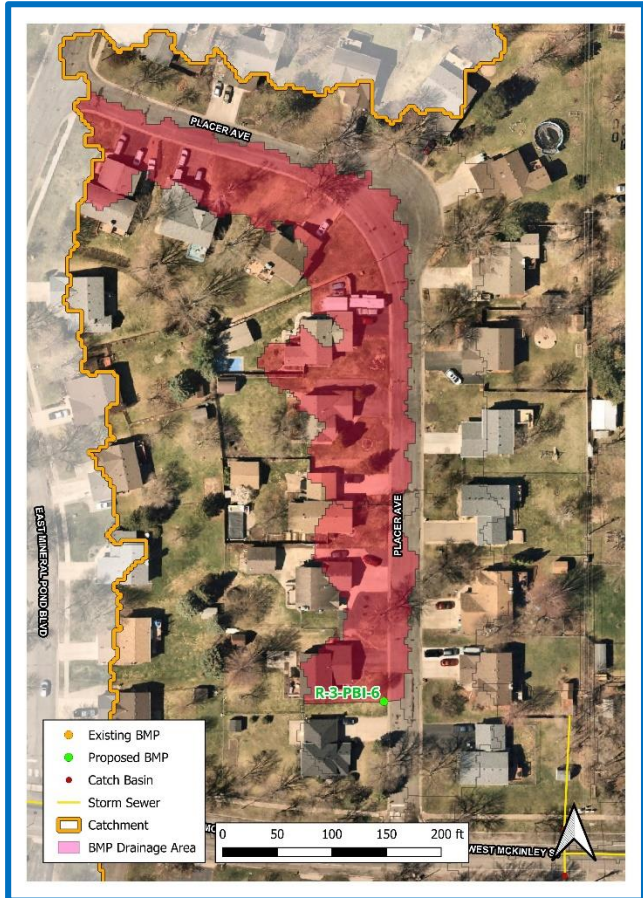 PLACER AVE
PLACER AVE
EAST MINERAL POND BLVD
R-3-PBI-6
Existing BMP
Proposed BMP
Catch Basin
Storm Sewer
Catchment
BMP Drainage Area
0 50 100 150 200 ft
WEST MCKINLEY S